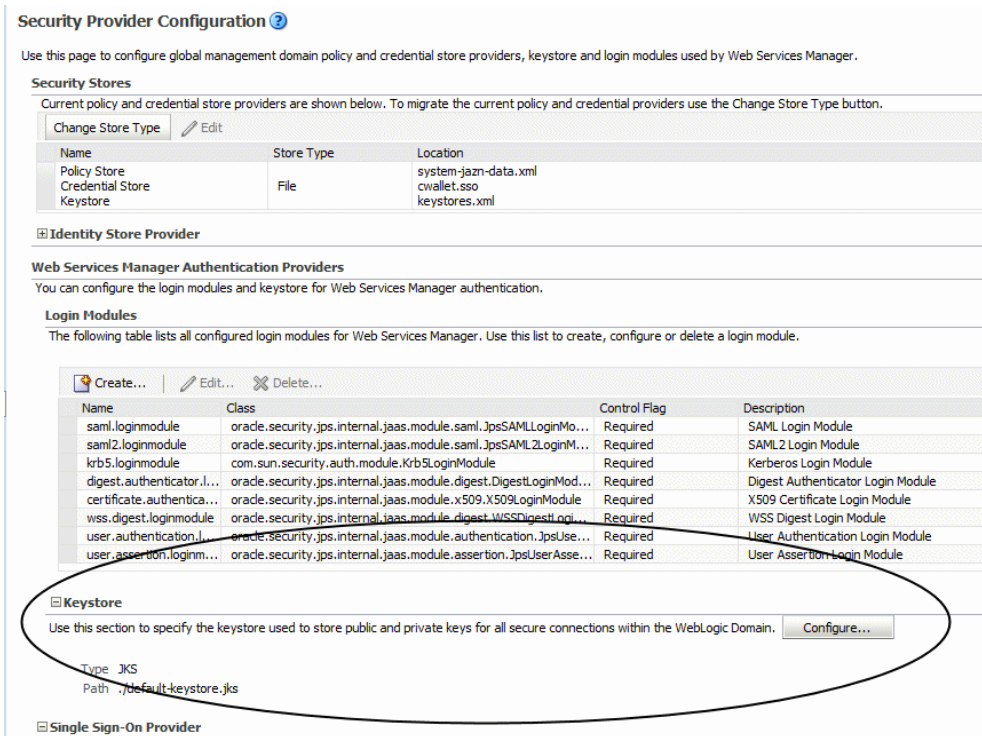 Security Provider Configuration ?
Use this page to configure global management domain policy and credential store providers, keystore and login modules used by Web Services Manager.
Security Stores
Current policy and credential store providers are shown below. To migrate the current policy and credential providers use the Change Store Type button.
Change Store Type Edit
Name Store Type Location
Policy Store system-jazn-data.xml
Credential Store File cwallet.sso
Keystore keystores.xml
Identity Store Provider
Web Services Manager Authentication Providers
You can configure the login modules and keystore for Web Services Manager authentication.
Login Modules
The following table lists all configured login modules for Web Services Manager. Use this list to create, configure or delete a login module.
Create... Edit... Delete...
Name Class Control Flag Description
saml.loginmodule oracle.security.jps.internal.jaas.module.saml.JpsSAMLLoginMo... Required SAML Login Module
saml2.loginmodule oracle.security.jps.internal.jaas.module.saml.JpsSAML2LoginM... Required SAML2 Login Module
krb5.loginmodule com.sun.security.auth.module.Krb5LoginModule Required Kerberos Login Module
digest.authenticator.l... oracle.security.jps.internal.jaas.module.digest.DigestLoginMod... Required Digest Authenticator Login Module
certificate.authentica... oracle.security.jps.internal.jaas.module.x509.X509LoginModule Required X509 Certificate Login Module
wss.digest.loginmodule oracle.security.jps.internal.jaas.module.digest.WSSDigestLogi... Required WSS Digest Login Module
user.authentication.l... oracle.security.jps.internal.jaas.module.authentication.JpsUse... Required User Authentication Login Module
user.assertion.loginm... oracle.security.jps.internal.jaas.module.assertion.JpsUserAsse... Required User Assertion Login Module
Keystore
Use this section to specify the keystore used to store public and private keys for all secure connections within the WebLogic Domain. Configure...
Type JKS
Path ./default-keystore.jks
Single Sign-On Provider